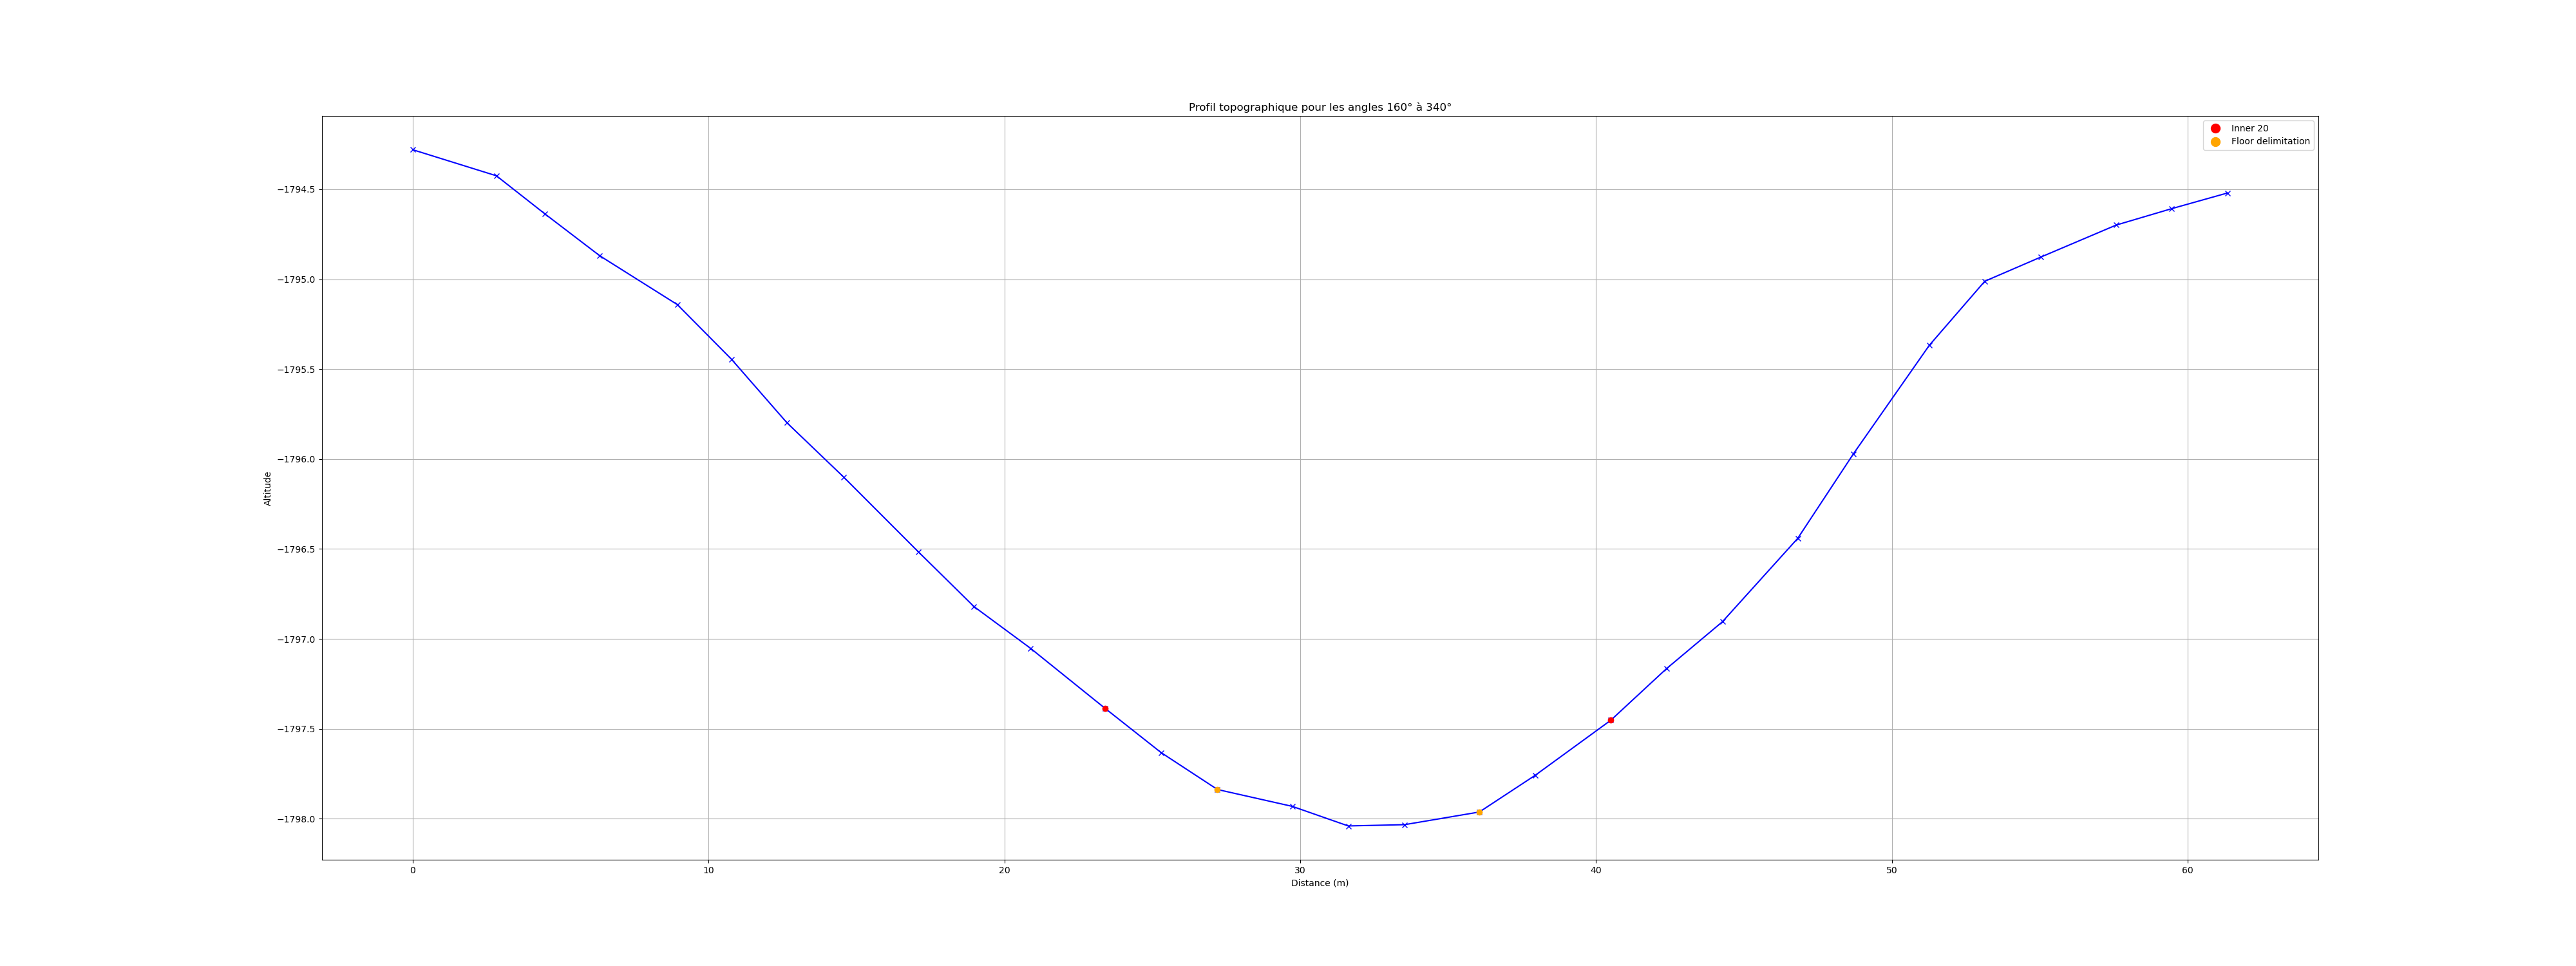 Profil topographique pour les angles 160° à 340°
Inner 20
Floor delimitation
−1794.5
−1795.0
−1795.5
−1796.0
−1796.5
−1797.0
−1797.5
−1798.0
Altitude
0 10 20 30 40 50 60
Distance (m)